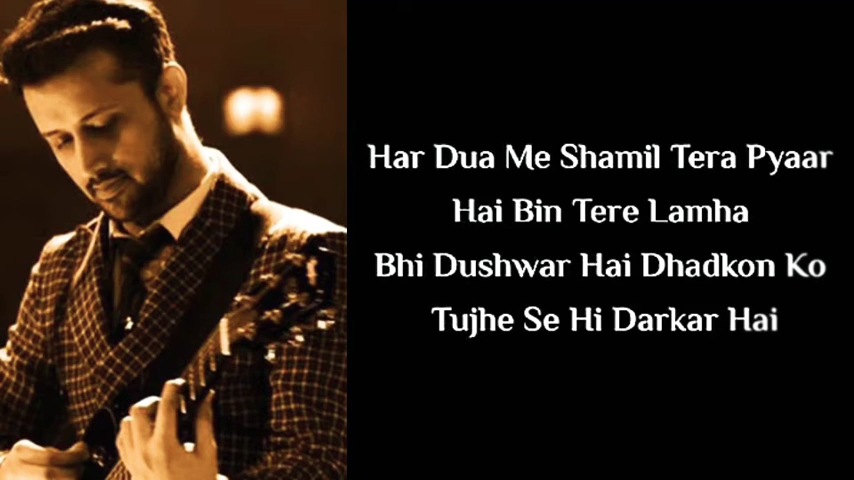 Har Dua Me Shamil Tera Pyaar
Hai Bin Tere Lamha
Bhi Dushwar Hai Dhadkon Ko
Tujhe Se Hi Darkar Hai